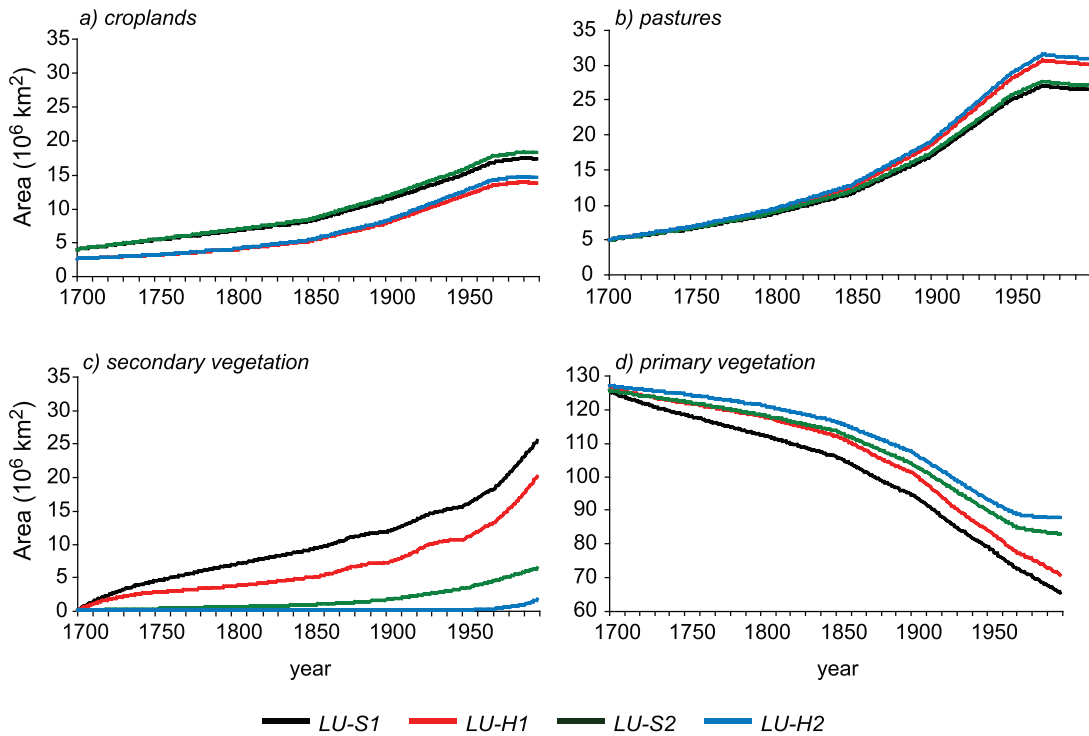 a) croplands
b) pastures
35
30
25
20
15
10
5
0
Area (10⁶ km²)
1700 1750 1800 1850 1900 1950
35
30
25
20
15
10
5
0
1700 1750 1800 1850 1900 1950
c) secondary vegetation
d) primary vegetation
35
30
25
20
15
10
5
0
Area (10⁶ km²)
1700 1750 1800 1850 1900 1950
year
130
120
110
100
90
80
70
60
1700 1750 1800 1850 1900 1950
year
LU-S1 LU-H1 LU-S2 LU-H2